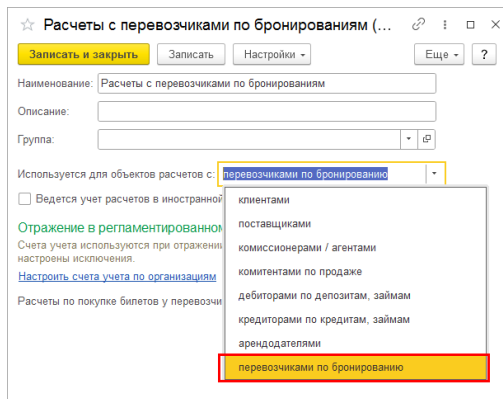 Расчеты с перевозчиками по бронированиям (...
Записать и закрыть Записать Настройки Еще ?
Наименование: Расчеты с перевозчиками по бронированиям
Описание:
Группа:
Используется для объектов расчетов с: перевозчиками по бронированию
Ведется учет расчетов в иностранной
клиентами
поставщиками
комиссионерами / агентами
комитентами по продаже
дебиторами по депозитам, займам
кредиторами по кредитам, займам
арендодателями
перевозчиками по бронированию
Отражение в регламентированном
Счета учета используются при отражении
настроены исключения.
Настроить счета учета по организациям
Расчеты по покупке билетов у перевозчи